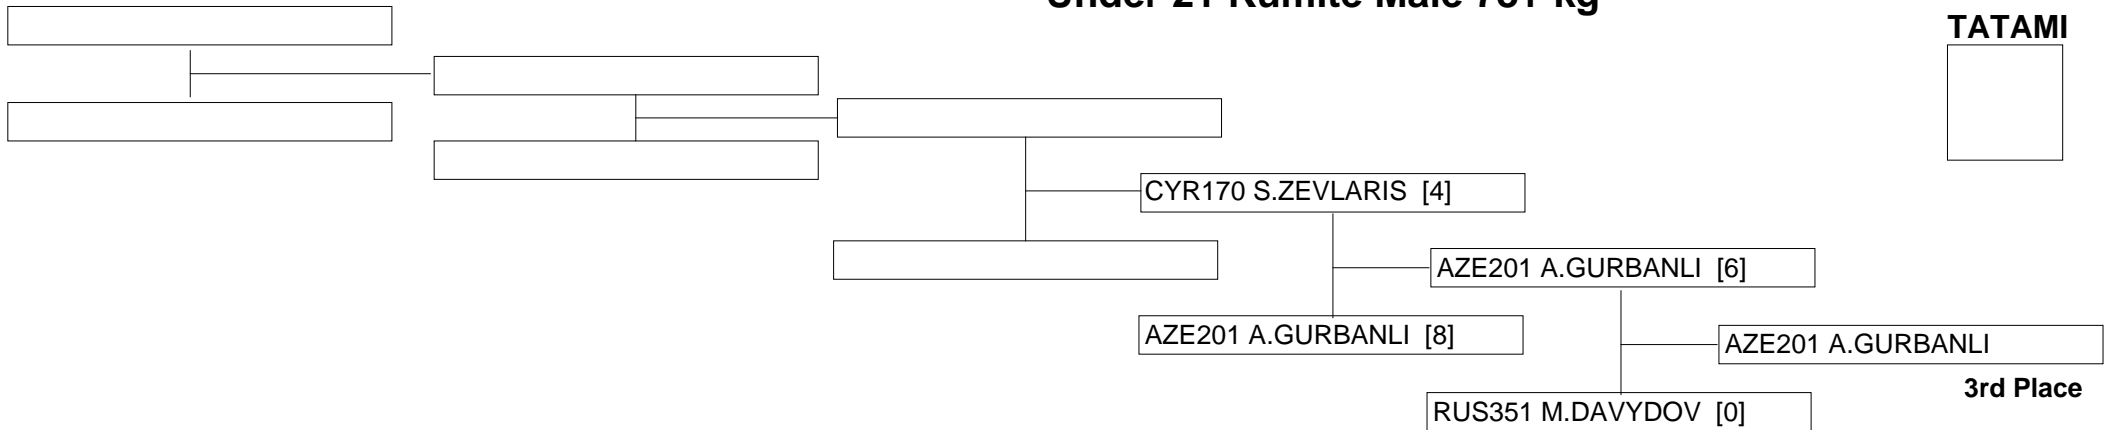 Under 21 Kumite Male kg
TATAMI
CYR170 S.ZEVLARIS [4]
AZE201 A.GURBANLI [6]
AZE201 A.GURBANLI [8]
AZE201 A.GURBANLI
3rd Place
RUS351 M.DAVYDOV [0]